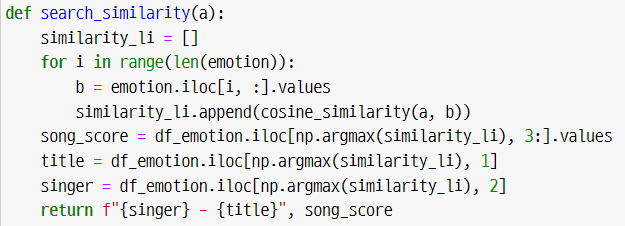 def search_similarity(a):
    similarity_li = []
    for i in range(len(emotion)):
        b = emotion.iloc[i, :].values
        similarity_li.append(cosine_similarity(a, b))
    song_score = df_emotion.iloc[np.argmax(similarity_li), 3:].values
    title = df_emotion.iloc[np.argmax(similarity_li), 1]
    singer = df_emotion.iloc[np.argmax(similarity_li), 2]
    return f"{singer} - {title}", song_score